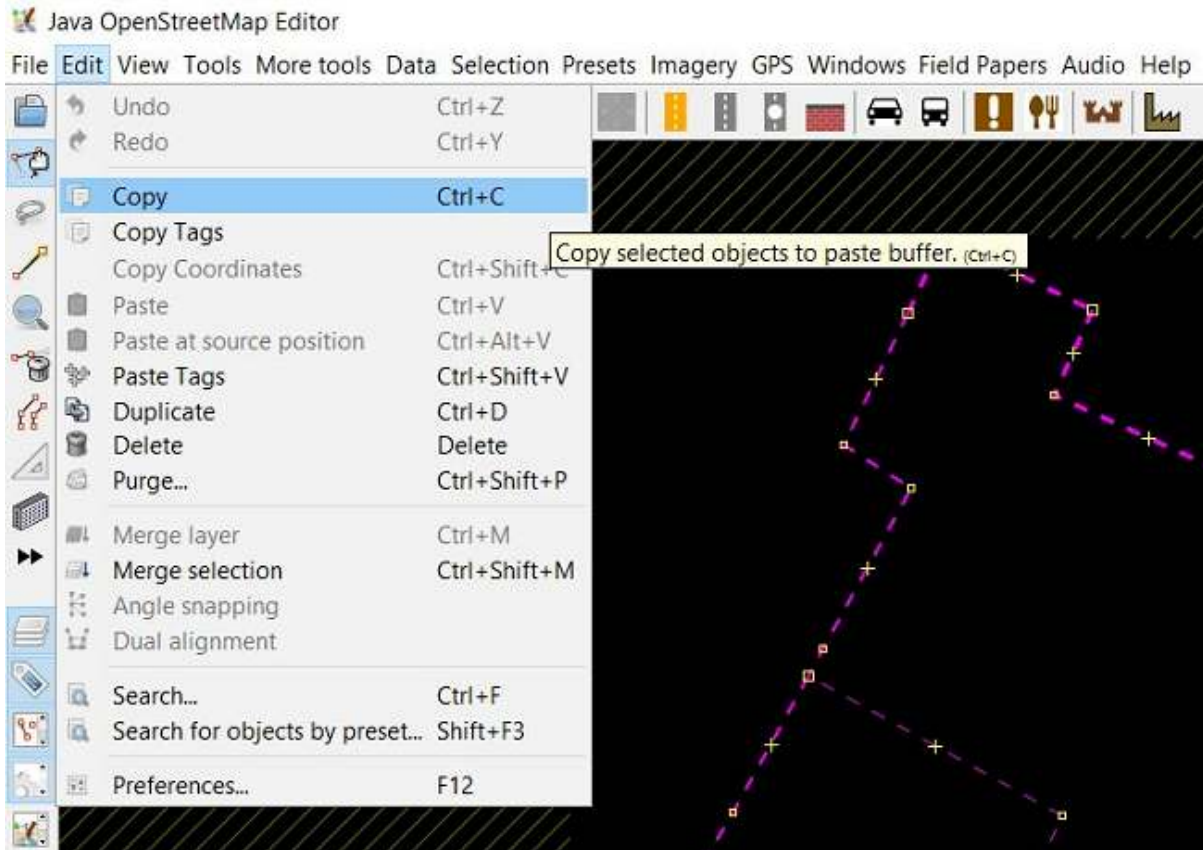 Java OpenStreetMap Editor
File Edit View Tools More tools Data Selection Presets Imagery GPS Windows Field Papers Audio Help
Undo Ctrl+Z
Redo Ctrl+Y
Copy Ctrl+C
Copy Tags
Copy selected objects to paste buffer. (Ctrl+C)
Copy Coordinates Ctrl+Shift+C
Paste Ctrl+V
Paste at source position Ctrl+Alt+V
Paste Tags Ctrl+Shift+V
Duplicate Ctrl+D
Delete Delete
Purge... Ctrl+Shift+P
Merge layer Ctrl+M
Merge selection Ctrl+Shift+M
Angle snapping
Dual alignment
Search... Ctrl+F
Search for objects by preset... Shift+F3
Preferences... F12